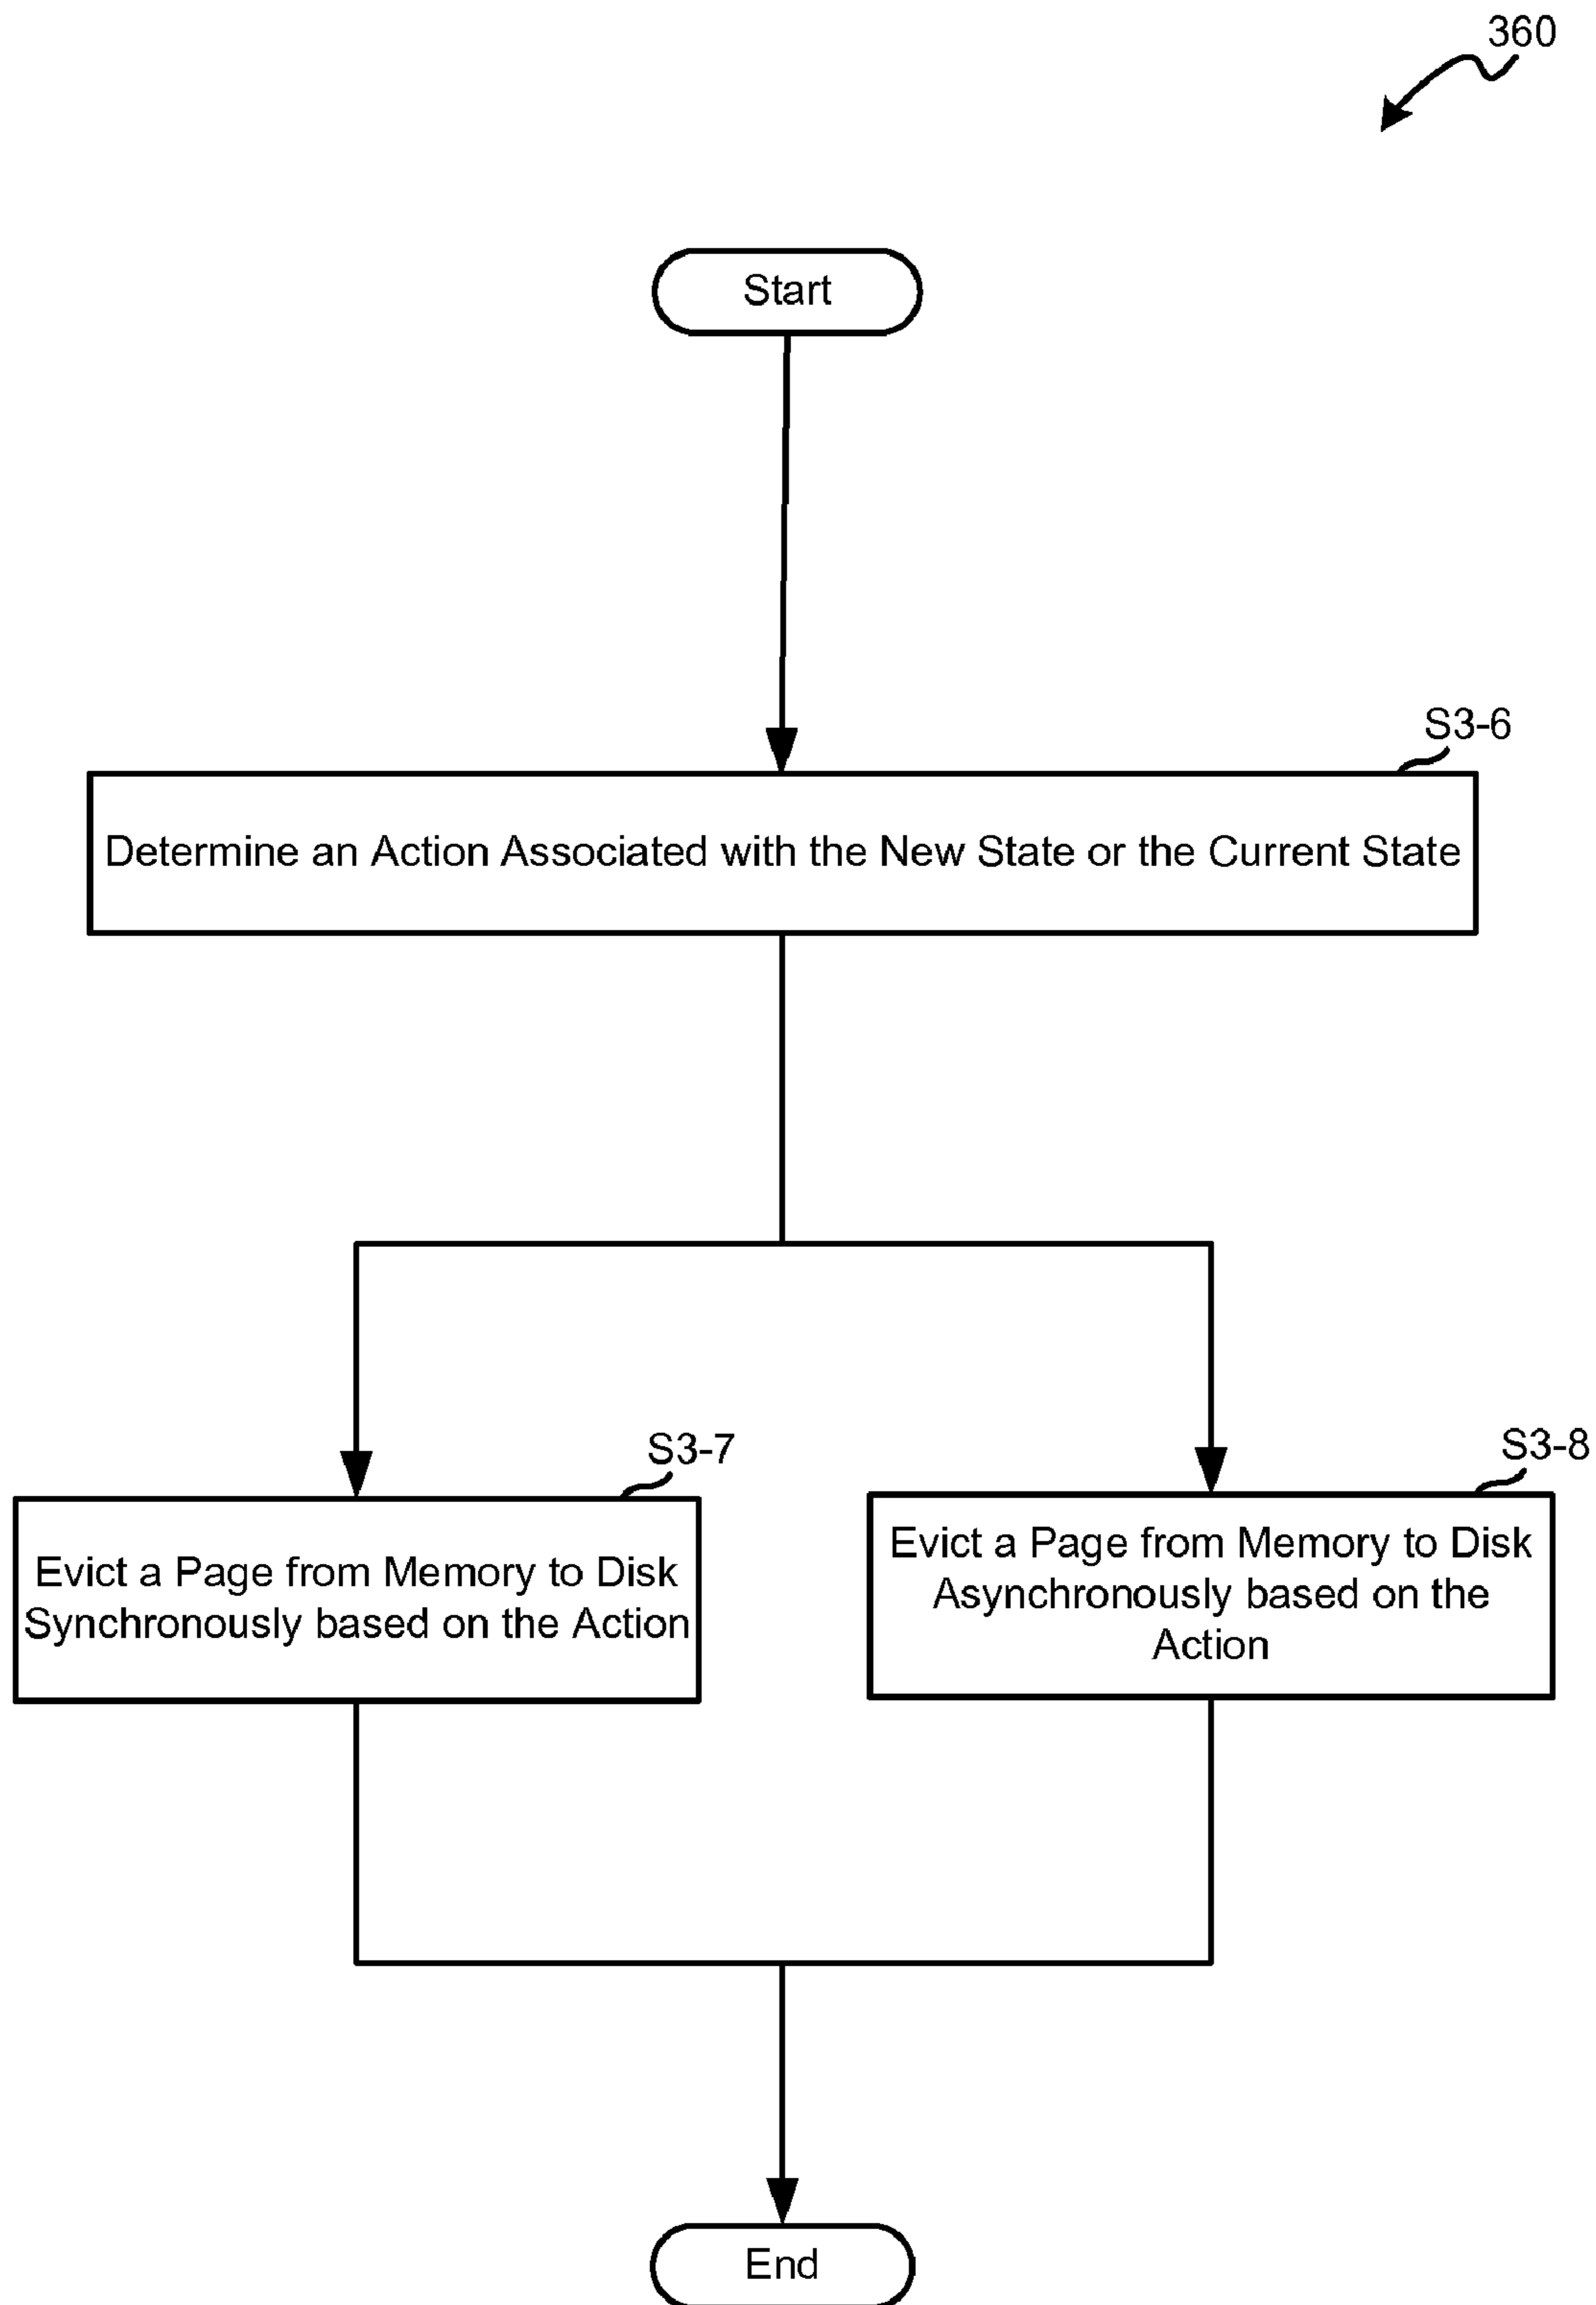 360
Start
S3-6
Determine an Action Associated with the New State or the Current State
S3-7
Evict a Page from Memory to Disk
Synchronously based on the Action
S3-8
Evict a Page from Memory to Disk
Asynchronously based on the
Action
End